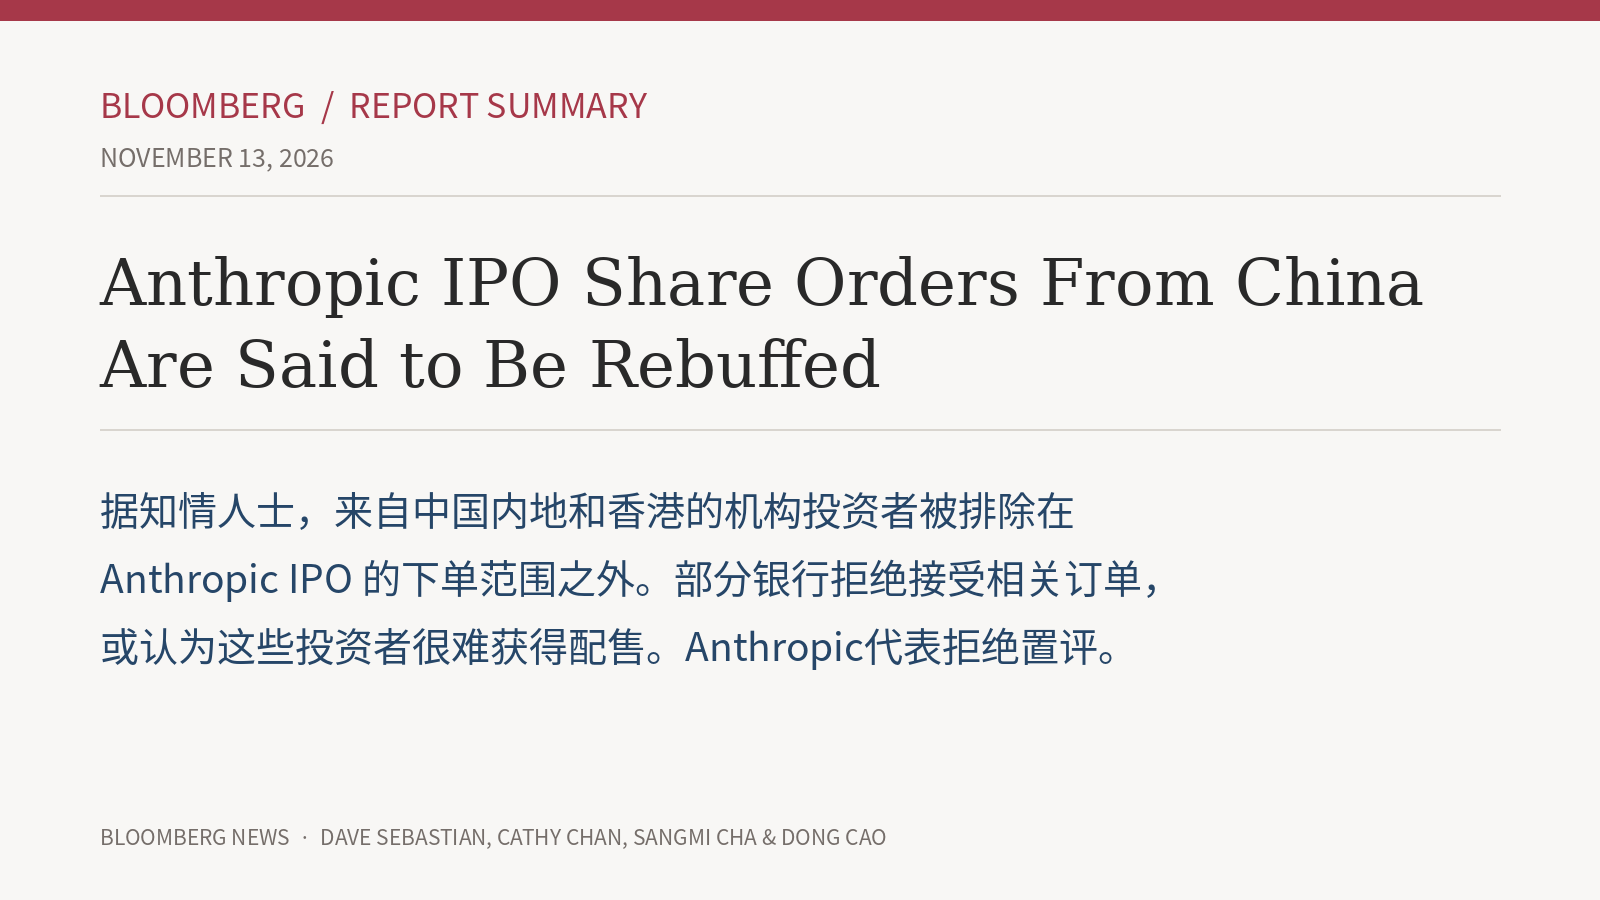 BLOOMBERG / REPORT SUMMARY
NOVEMBER 13, 2026
Anthropic IPO Share Orders From China
Are Said to Be Rebuffed
据知情人士，来自中国内地和香港的机构投资者被排除在
Anthropic IPO 的下单范围之外。部分银行拒绝接受相关订单，
或认为这些投资者很难获得配售。Anthropic代表拒绝置评。
BLOOMBERG NEWS · DAVE SEBASTIAN, CATHY CHAN, SANGMI CHA & DONG CAO